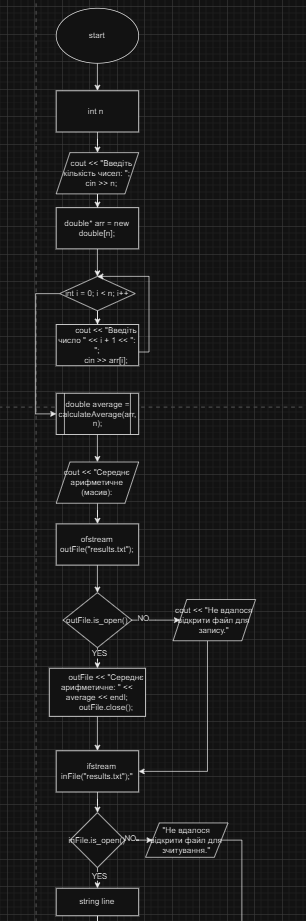 start
int n
cout << "Введіть
кількість чисел: ";
cin >> n;
double* arr = new
double[n];
int i = 0; i < n; i++
cout << "Введіть
число " << i + 1 << ":
";
cin >> arr[i];
double average =
calculateAverage(arr,
n);
cout << "Середнє
арифметичне
(масив):
ofstream
outFile("results.txt");
outFile.is_open()
NO
cout << "Не вдалося
відкрити файл для
запису."
YES
outFile << "Середнє
арифметичне: " <<
average << endl;
outFile.close();
ifstream
inFile("results.txt");"
inFile.is_open()
NO
"Не вдалося
відкрити файл для
зчитування."
YES
string line